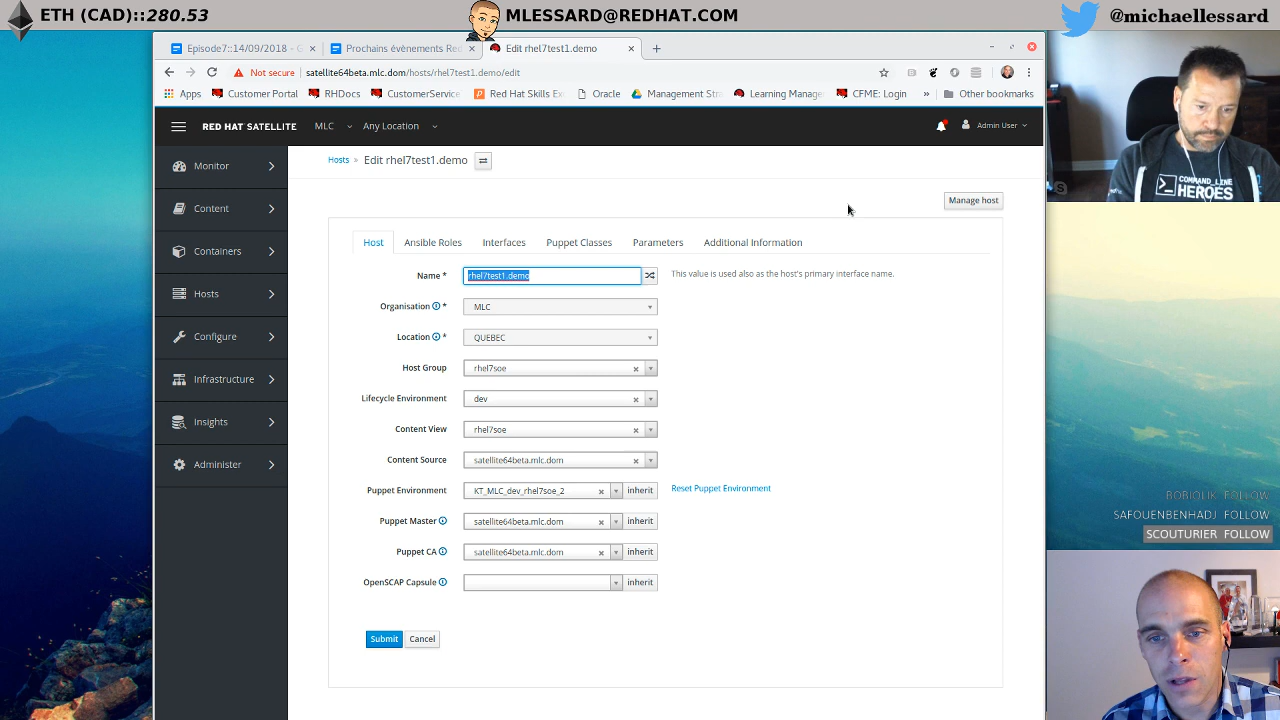 ETH (CAD)::280.53
MLESSARD@REDHAT.COM
@michaellessard
Episode7::14/09/2018 - G
Prochains évènements Red
Edit rhel7test1.demo
Not secure
satellite64beta.mlc.dom/hosts/rhel7test1.demo/edit
Apps
Customer Portal
RHDocs
CustomerService
Red Hat Skills Ex
Oracle
Management Stra
Learning Manage
CFME: Login
»
Other bookmarks
RED HAT SATELLITE
MLC
Any Location
Admin User
Monitor
Content
Containers
Hosts
Configure
Infrastructure
Insights
Administer
Hosts » Edit rhel7test1.demo
Manage host
Host
Ansible Roles
Interfaces
Puppet Classes
Parameters
Additional Information
Name *
rhel7test1.demo
This value is used also as the host's primary interface name.
Organisation *
MLC
Location *
QUEBEC
Host Group
rhel7soe
Lifecycle Environment
dev
Content View
rhel7soe
Content Source
satellite64beta.mlc.dom
Puppet Environment
KT_MLC_dev_rhel7soe_2
inherit
Reset Puppet Environment
Puppet Master
satellite64beta.mlc.dom
inherit
Puppet CA
satellite64beta.mlc.dom
inherit
OpenSCAP Capsule
inherit
Submit
Cancel
COMMAND_LINE
HEROES
BOBIOLIK FOLLOW
SAFOUENBENHADJ FOLLOW
SCOUTURIER FOLLOW